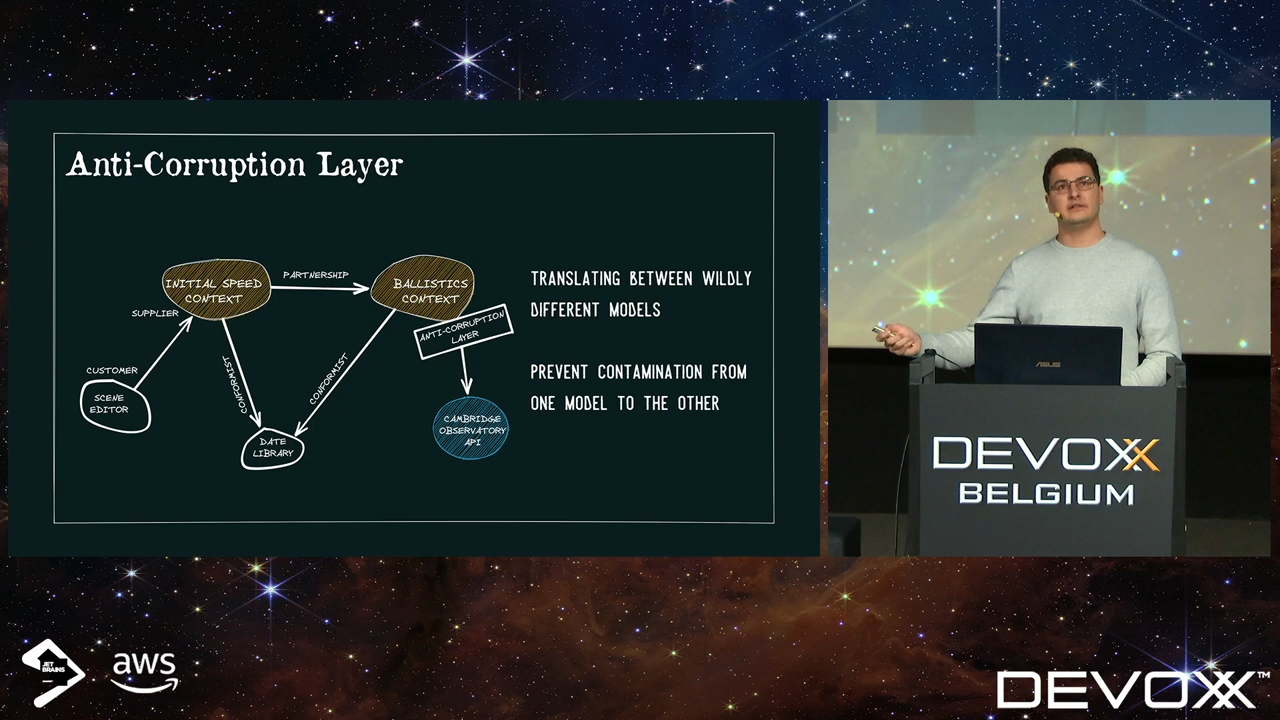 Anti-Corruption Layer
INITIAL SPEED
CONTEXT
PARTNERSHIP
BALLISTICS
CONTEXT
SUPPLIER
ANTI-CORRUPTION
LAYER
CUSTOMER
SCENE
EDITOR
CONFORMIST
CONFORMIST
DATE
LIBRARY
CAMBRIDGE
OBSERVATORY
API
TRANSLATING BETWEEN WILDLY
DIFFERENT MODELS
PREVENT CONTAMINATION FROM
ONE MODEL TO THE OTHER
ASUS
DEVOXX
BELGIUM
JET
BRAINS
aws
DEVOXX™